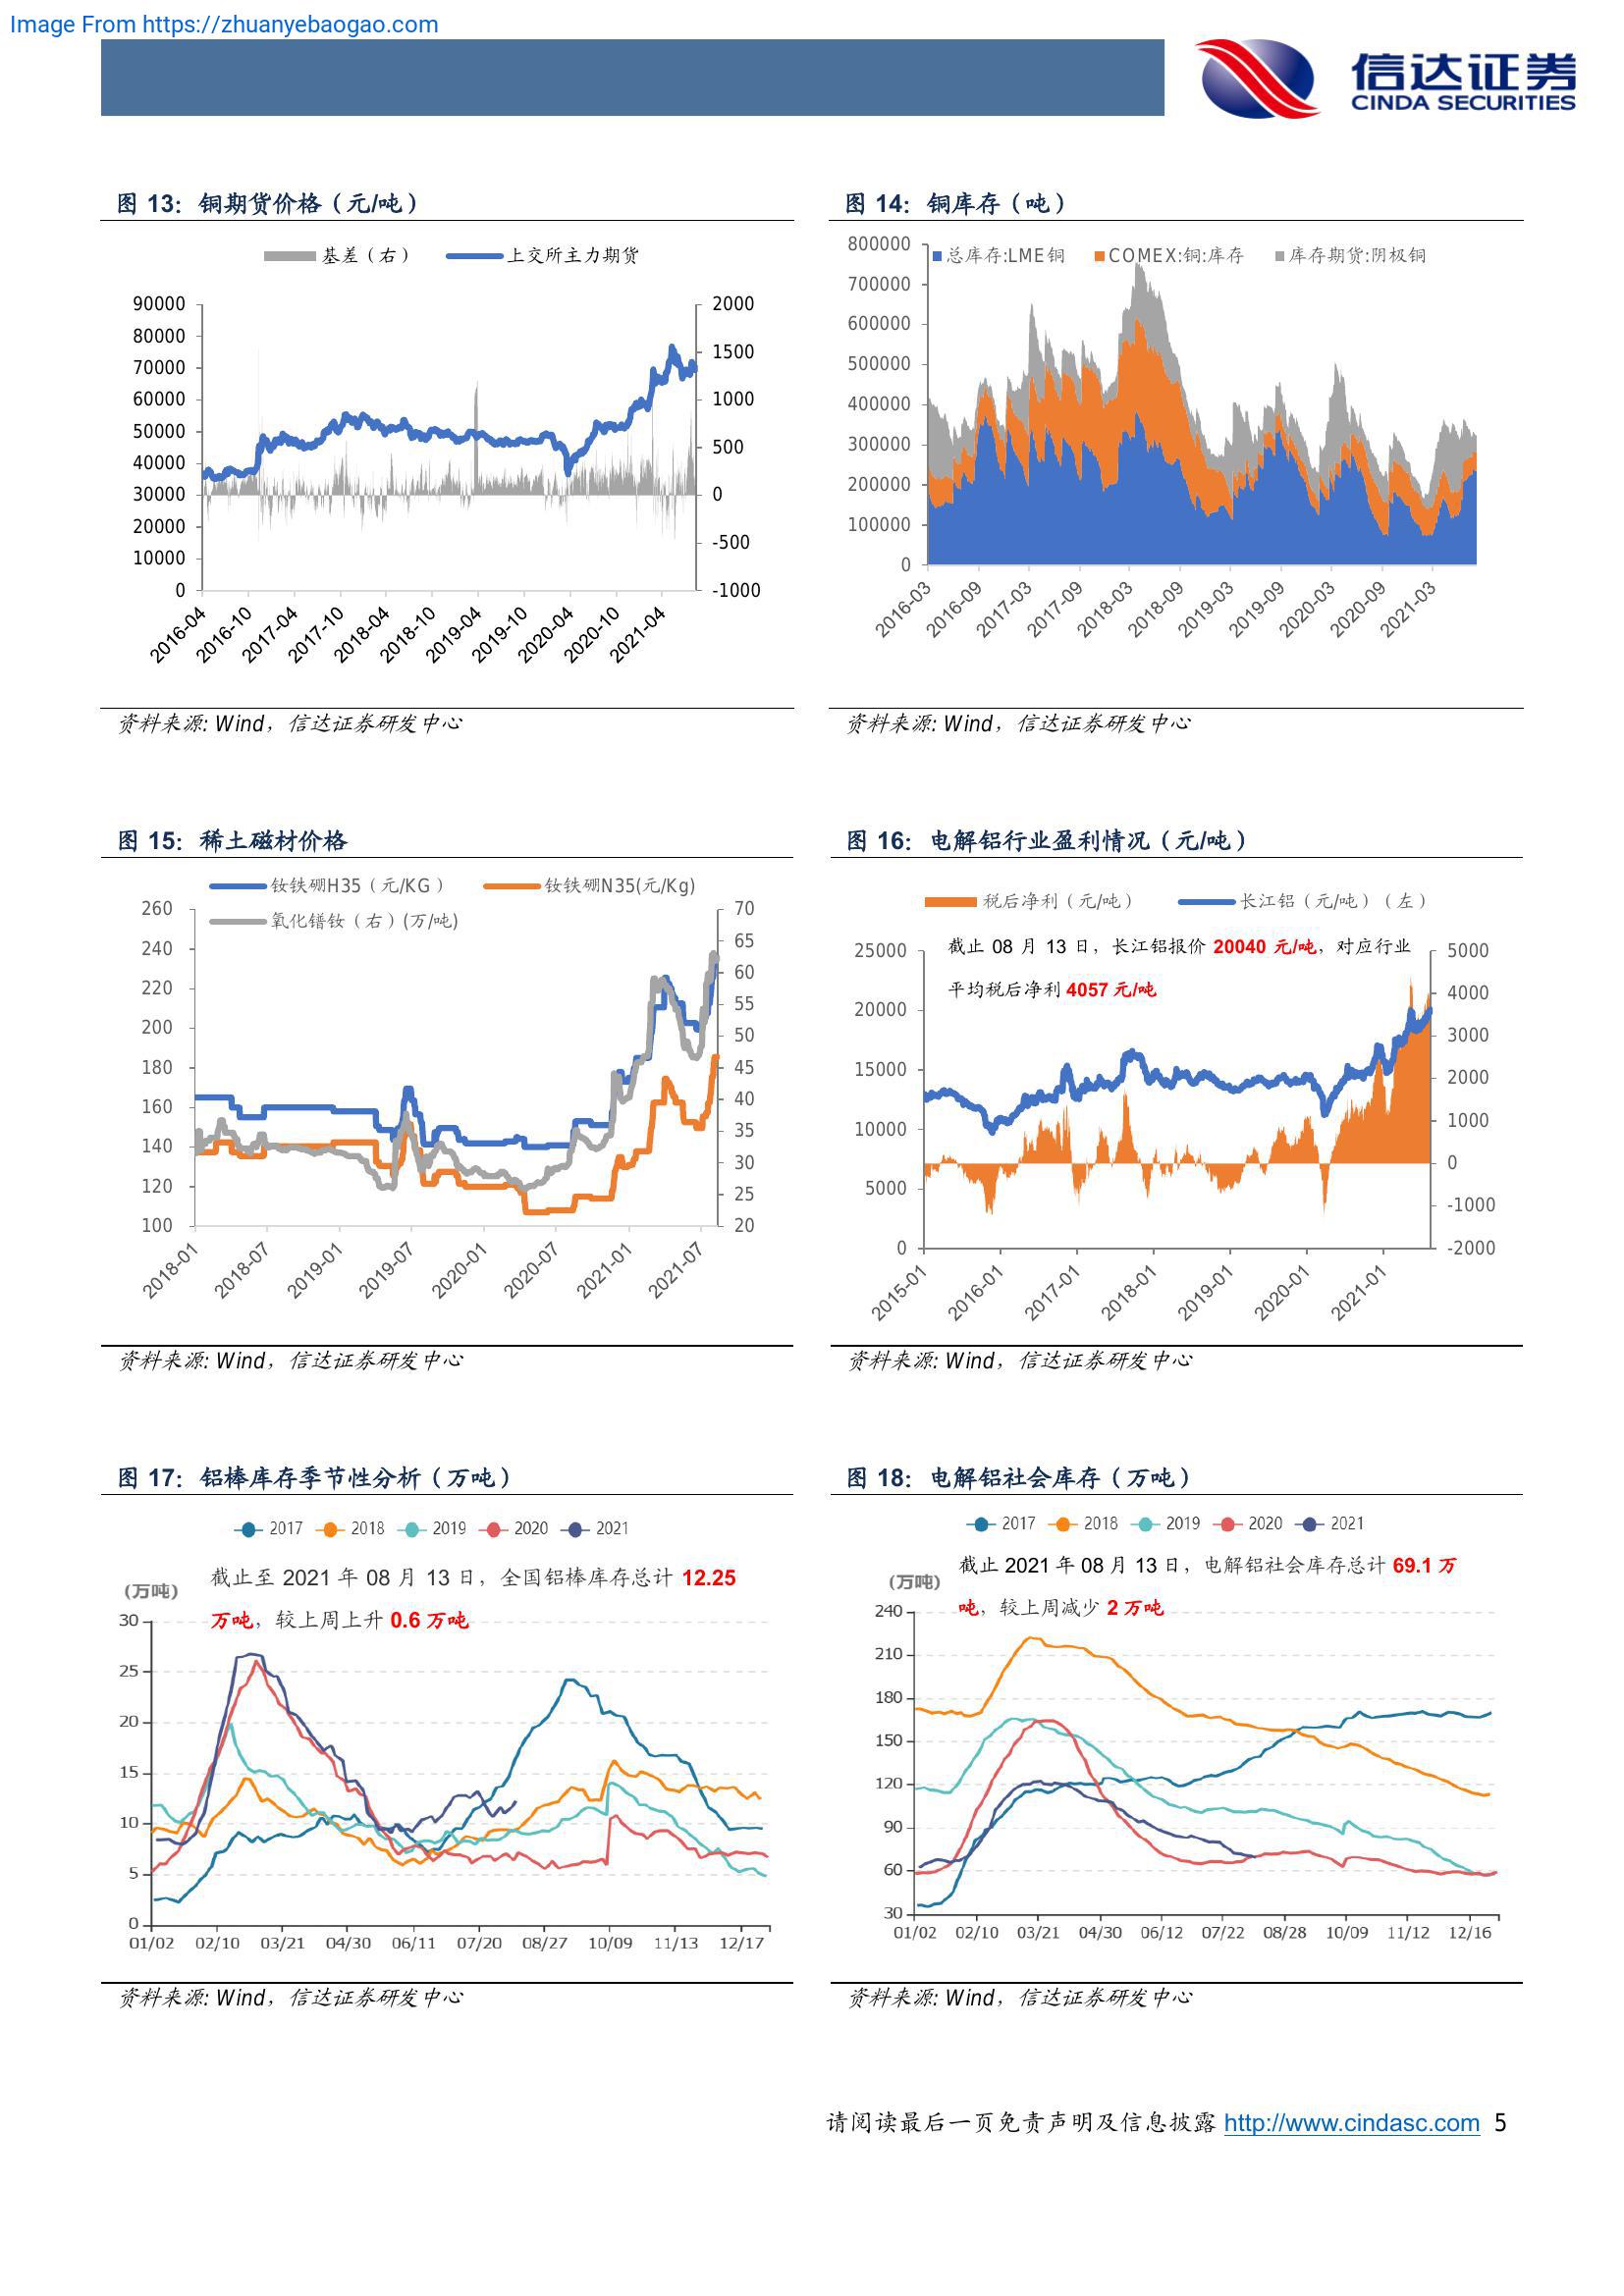 Image From https://zhuanyebaogao.com
信达证券
CINDA SECURITIES
图 13：铜期货价格（元/吨）
基差（右） 上交所主力期货
90000
80000
70000
60000
50000
40000
30000
20000
10000
0
2000
1500
1000
500
0
-500
-1000
2016-04 2016-10 2017-04 2017-10 2018-04 2018-10 2019-04 2019-10 2020-04 2020-10 2021-04
资料来源: Wind，信达证券研发中心
图 14：铜库存（吨）
总库存:LME铜 COMEX:铜:库存 库存期货:阴极铜
800000
700000
600000
500000
400000
300000
200000
100000
0
2016-03 2016-09 2017-03 2017-09 2018-03 2018-09 2019-03 2019-09 2020-03 2020-09 2021-03
资料来源: Wind，信达证券研发中心
图 15：稀土磁材价格
钕铁硼H35（元/KG） 钕铁硼N35(元/Kg)
氧化镨钕（右）(万/吨)
260
240
220
200
180
160
140
120
100
70
65
60
55
50
45
40
35
30
25
20
2018-01 2018-07 2019-01 2019-07 2020-01 2020-07 2021-01 2021-07
资料来源: Wind，信达证券研发中心
图 16：电解铝行业盈利情况（元/吨）
税后净利（元/吨） 长江铝（元/吨）（左）
截止 08 月 13 日，长江铝报价 20040 元/吨，对应行业
平均税后净利 4057 元/吨
25000
20000
15000
10000
5000
0
5000
4000
3000
2000
1000
0
-1000
-2000
2015-01 2016-01 2017-01 2018-01 2019-01 2020-01 2021-01
资料来源: Wind，信达证券研发中心
图 17：铝棒库存季节性分析（万吨）
2017 2018 2019 2020 2021
截止至 2021 年 08 月 13 日，全国铝棒库存总计 12.25
万吨，较上周上升 0.6 万吨
(万吨)
30
25
20
15
10
5
0
01/02 02/10 03/21 04/30 06/11 07/20 08/27 10/09 11/13 12/17
资料来源: Wind，信达证券研发中心
图 18：电解铝社会库存（万吨）
2017 2018 2019 2020 2021
截止 2021 年 08 月 13 日，电解铝社会库存总计 69.1 万
吨，较上周减少 2 万吨
(万吨)
240
210
180
150
120
90
60
30
01/02 02/10 03/21 04/30 06/12 07/22 08/28 10/09 11/12 12/16
资料来源: Wind，信达证券研发中心
请阅读最后一页免责声明及信息披露 http://www.cindasc.com 5